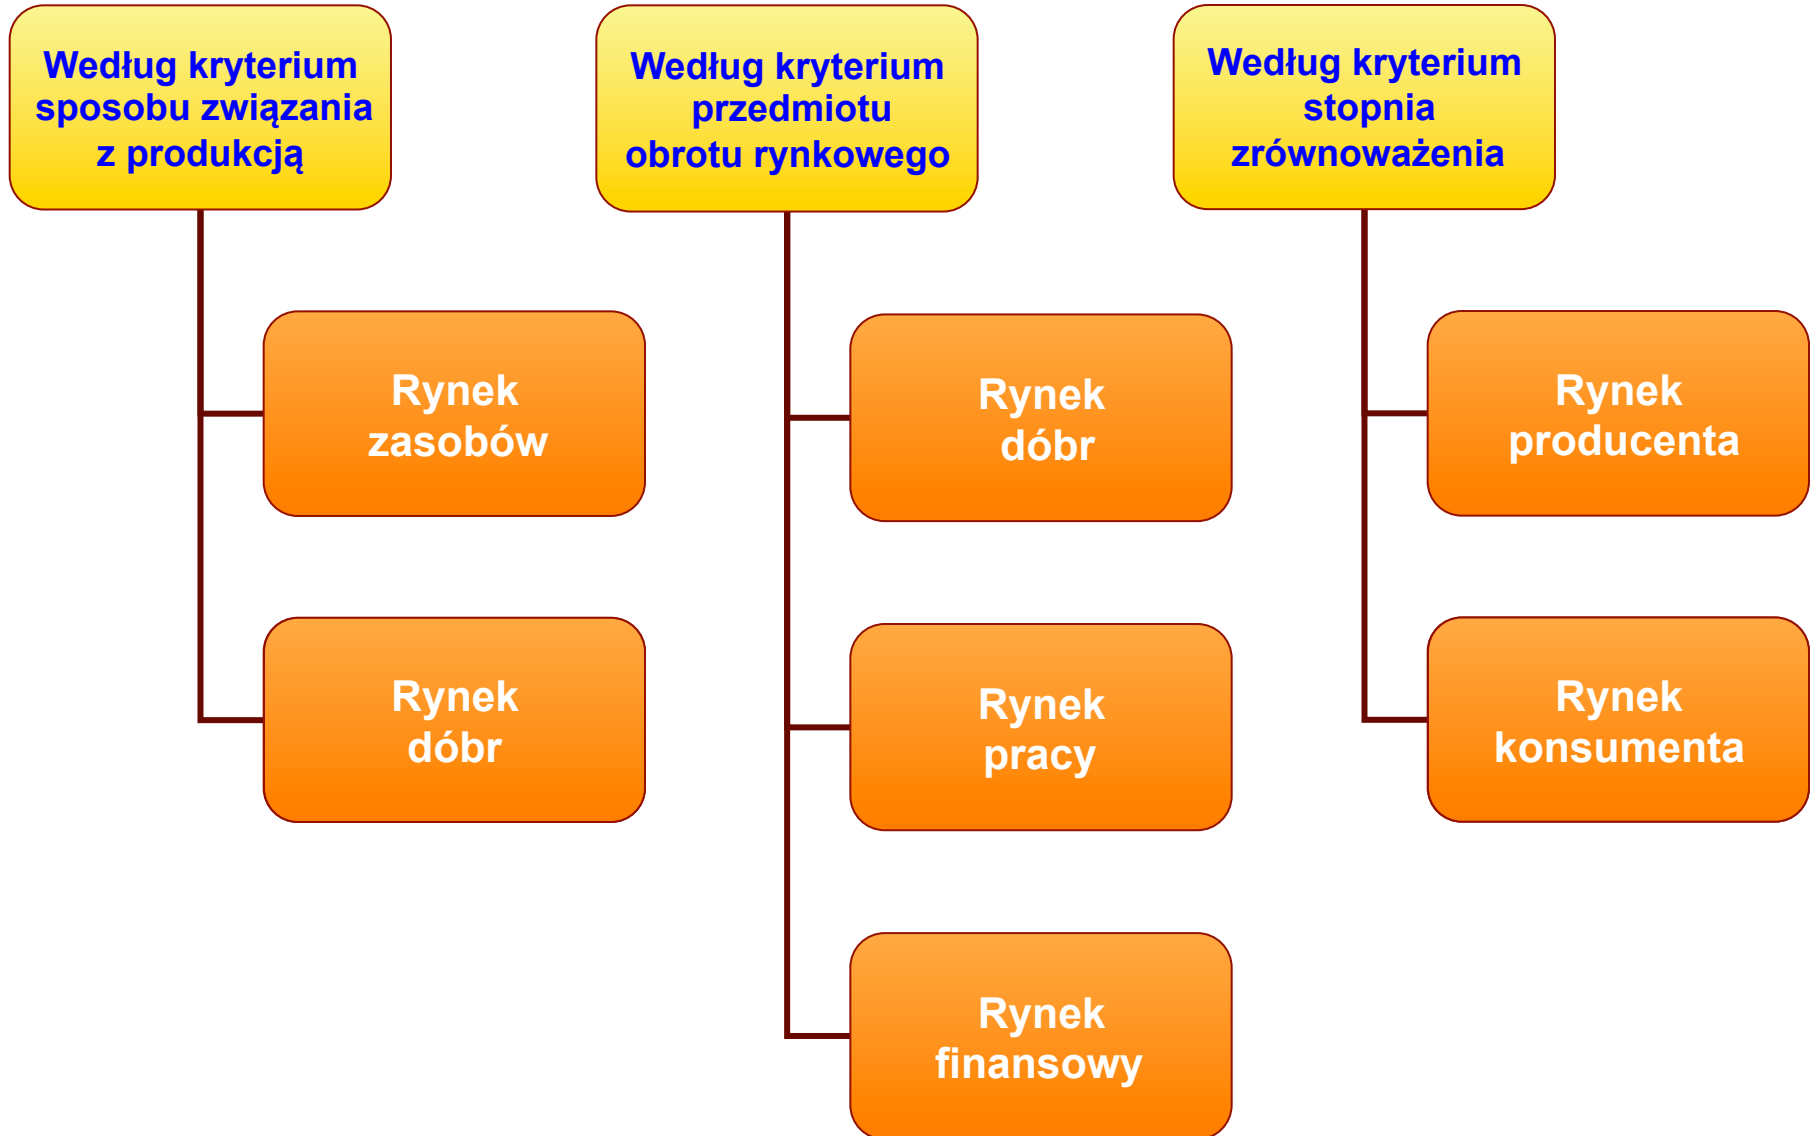 Według kryterium
sposobu związania
z produkcją
Rynek
zasobów
Rynek
dóbr
Według kryterium
przedmiotu
obrotu rynkowego
Rynek
dóbr
Rynek
pracy
Rynek
finansowy
Według kryterium
stopnia
zrównoważenia
Rynek
producenta
Rynek
konsumenta